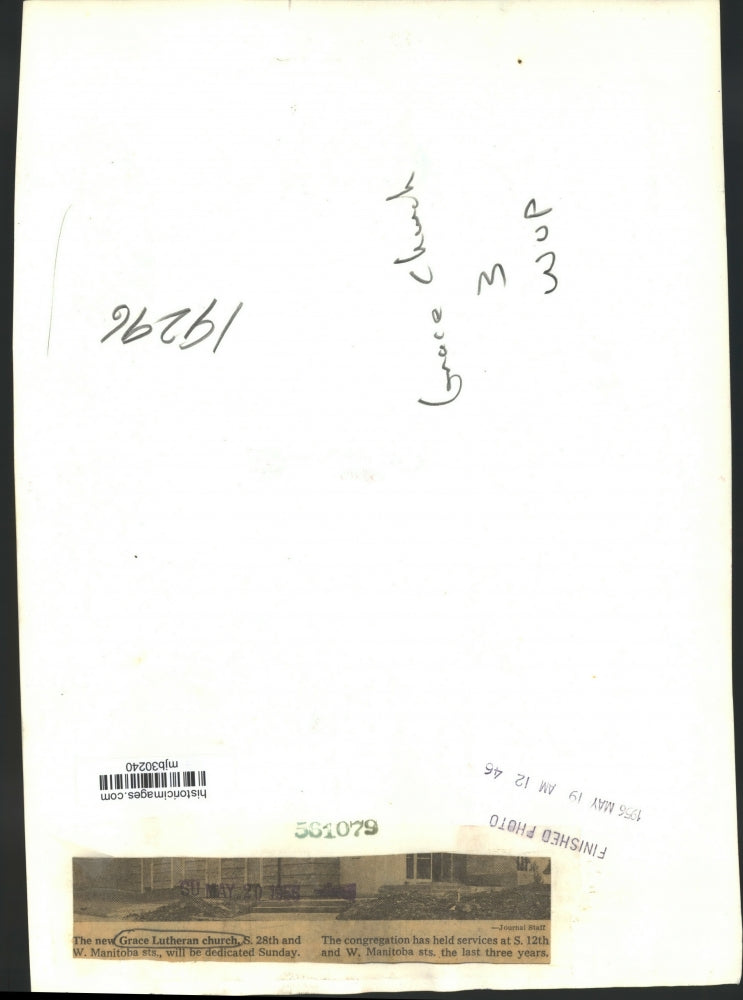 Grace Church
3
WUP
19296
mjb30240
historicimages.com
1956 MAY 19 AM 12 46
FINISHED PHOTO
561079
SU MAY 20 1956
—Journal Staff
The new Grace Lutheran church, S. 28th and
W. Manitoba sts., will be dedicated Sunday.
The congregation has held services at S. 12th
and W. Manitoba sts. the last three years.